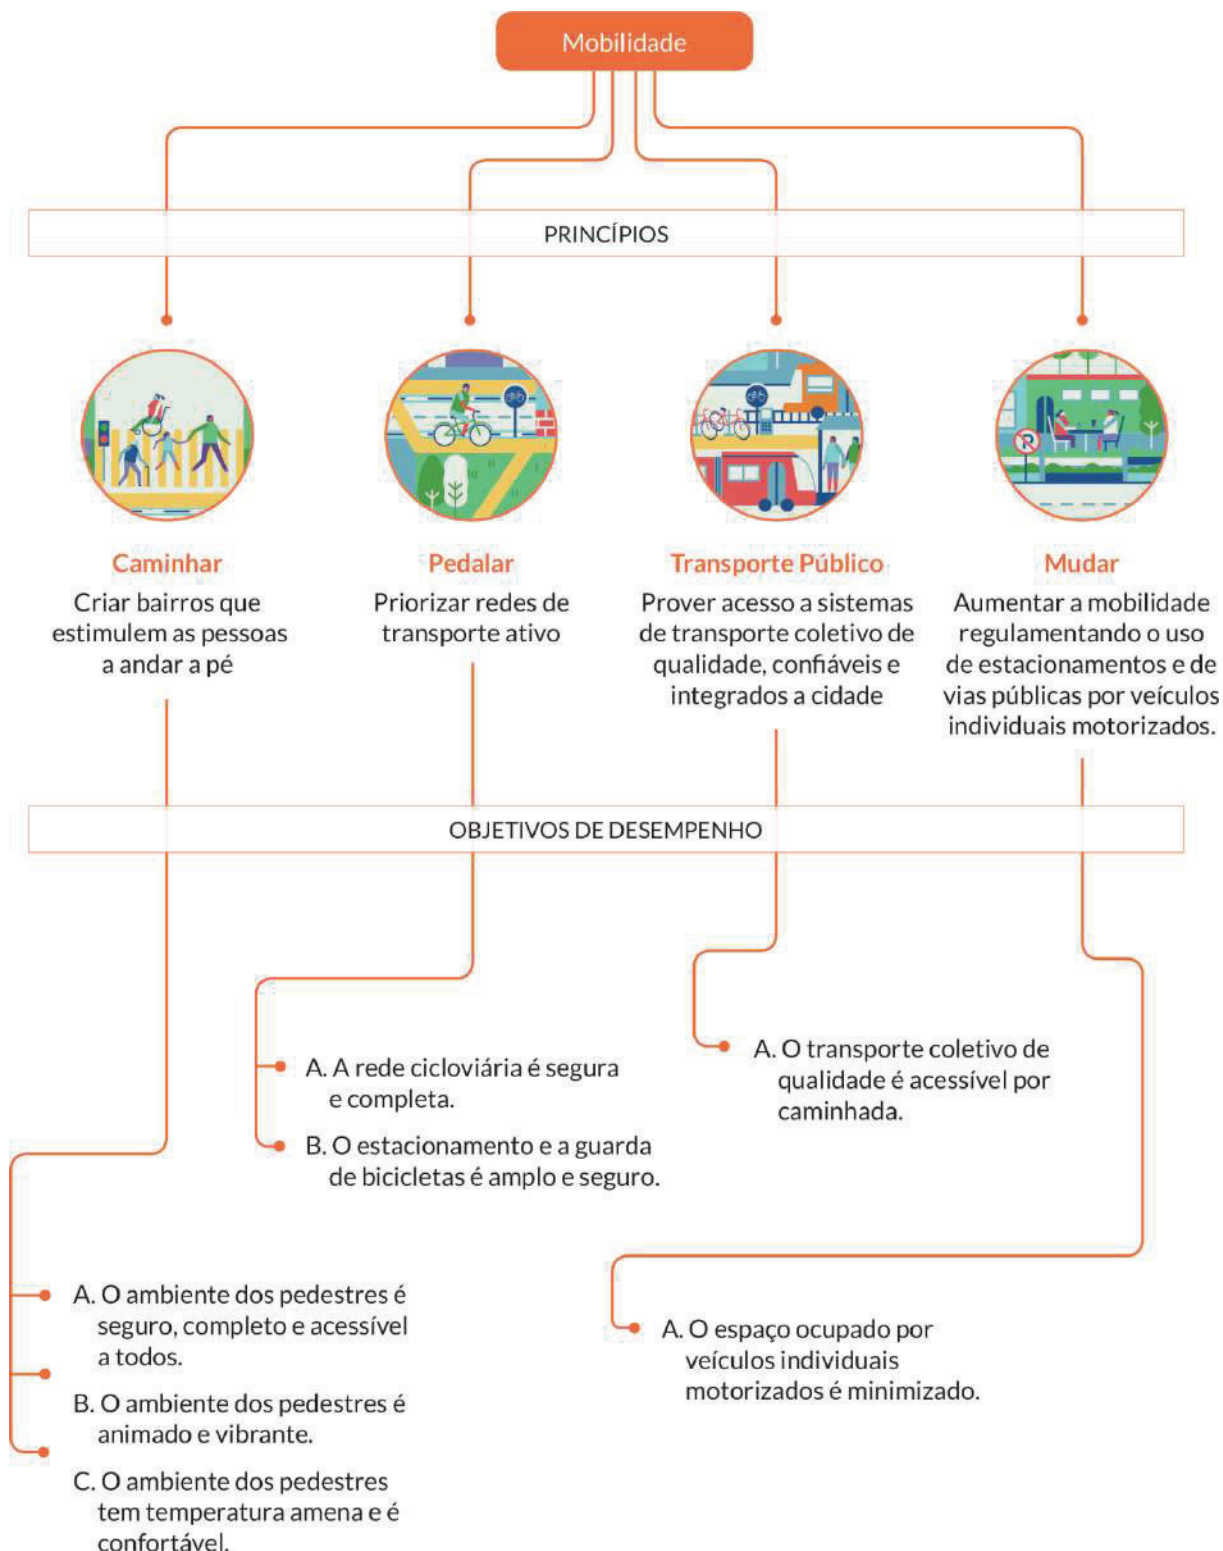 Mobilidade
PRINCÍPIOS
Caminhar
Criar bairros que
estimulem as pessoas
a andar a pé
Pedalar
Priorizar redes de
transporte ativo
Transporte Público
Prover acesso a sistemas
de transporte coletivo de
qualidade, confiáveis e
integrados a cidade
Mudar
Aumentar a mobilidade
regulamentando o uso
de estacionamentos e de
vias públicas por veículos
individuais motorizados.
OBJETIVOS DE DESEMPENHO
A. O ambiente dos pedestres é
seguro, completo e acessível
a todos.
B. O ambiente dos pedestres é
animado e vibrante.
C. O ambiente dos pedestres
tem temperatura amena e é
confortável.
A. A rede cicloviária é segura
e completa.
B. O estacionamento e a guarda
de bicicletas é amplo e seguro.
A. O transporte coletivo de
qualidade é acessível por
caminhada.
A. O espaço ocupado por
veículos individuais
motorizados é minimizado.